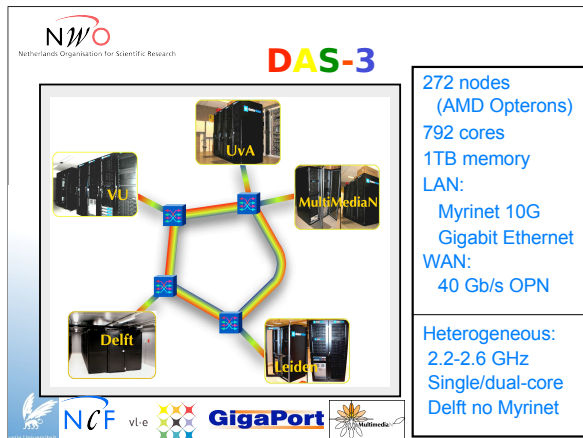 NWO
Netherlands Organisation for Scientific Research
DAS-3
UvA
VU
MultiMediaN
Delft
Leiden
272 nodes
(AMD Opterons)
792 cores
1TB memory
LAN:
Myrinet 10G
Gigabit Ethernet
WAN:
40 Gb/s OPN
Heterogeneous:
2.2-2.6 GHz
Single/dual-core
Delft no Myrinet
NCF
vl-e
GigaPort
Multimedia